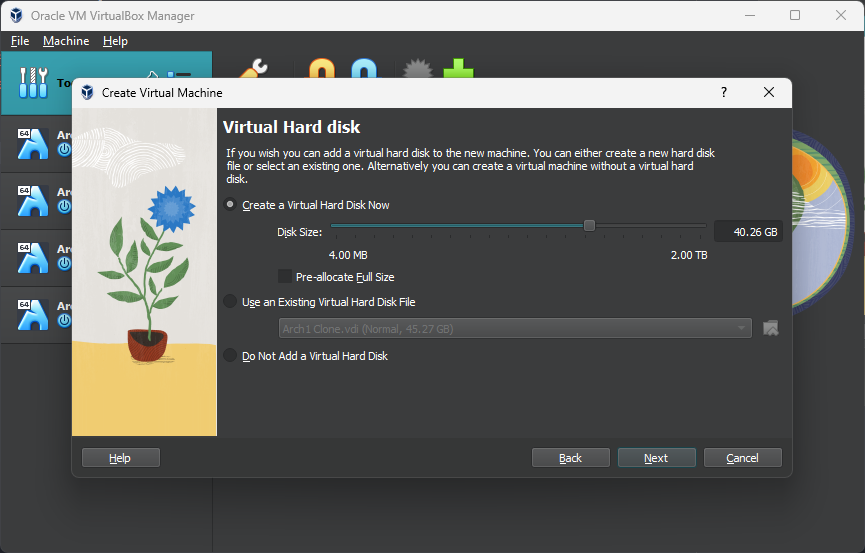 Oracle VM VirtualBox Manager
File Machine Help
To
Create Virtual Machine
?
Virtual Hard disk
If you wish you can add a virtual hard disk to the new machine. You can either create a new hard disk
file or select an existing one. Alternatively you can create a virtual machine without a virtual hard
disk.
Create a Virtual Hard Disk Now
Disk Size:
40.26 GB
4.00 MB
2.00 TB
Pre-allocate Full Size
Use an Existing Virtual Hard Disk File
Arch1 Clone.vdi (Normal, 45.27 GB)
Do Not Add a Virtual Hard Disk
64
Arc
64
Arc
64
Arc
64
Arc
Help
Back
Next
Cancel